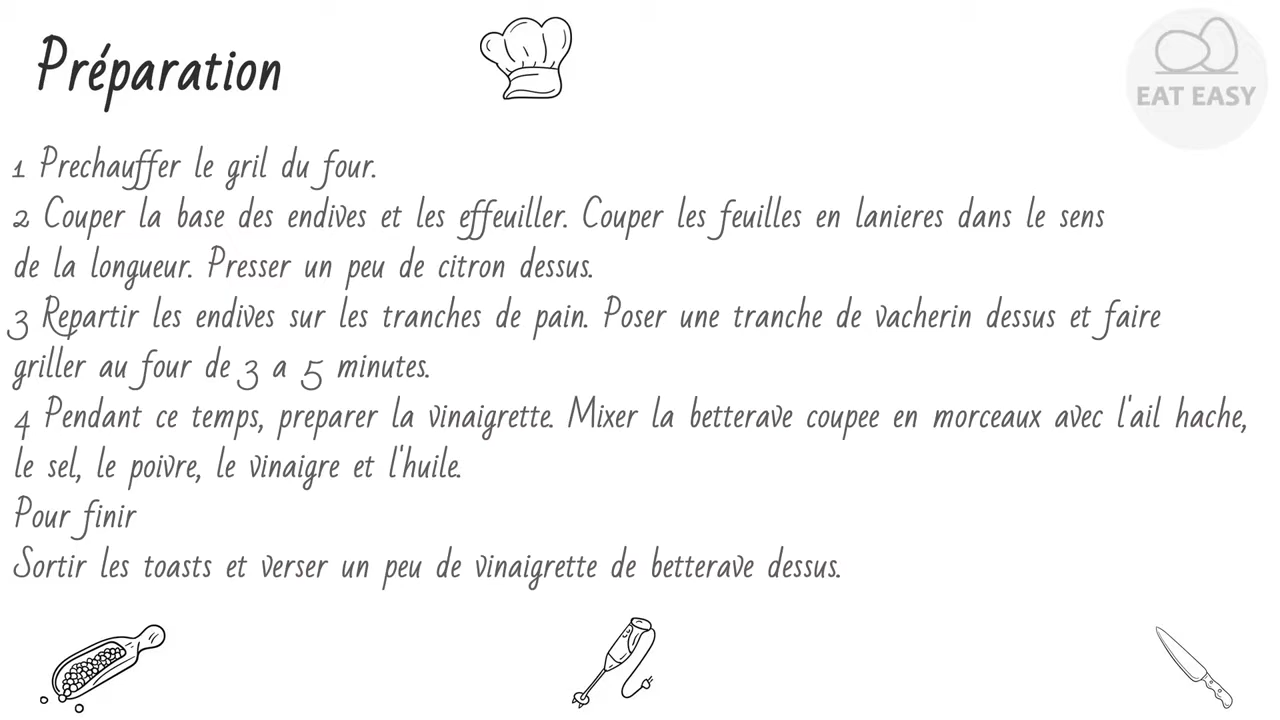 Préparation
EAT EASY
1 Prechauffer le gril du four.
2 Couper la base des endives et les effeuiller. Couper les feuilles en lanieres dans le sens
de la longueur. Presser un peu de citron dessus.
3 Repartir les endives sur les tranches de pain. Poser une tranche de vacherin dessus et faire
griller au four de 3 a 5 minutes.
4 Pendant ce temps, preparer la vinaigrette. Mixer la betterave coupee en morceaux avec l'ail hache,
le sel, le poivre, le vinaigre et l'huile.
Pour finir
Sortir les toasts et verser un peu de vinaigrette de betterave dessus.